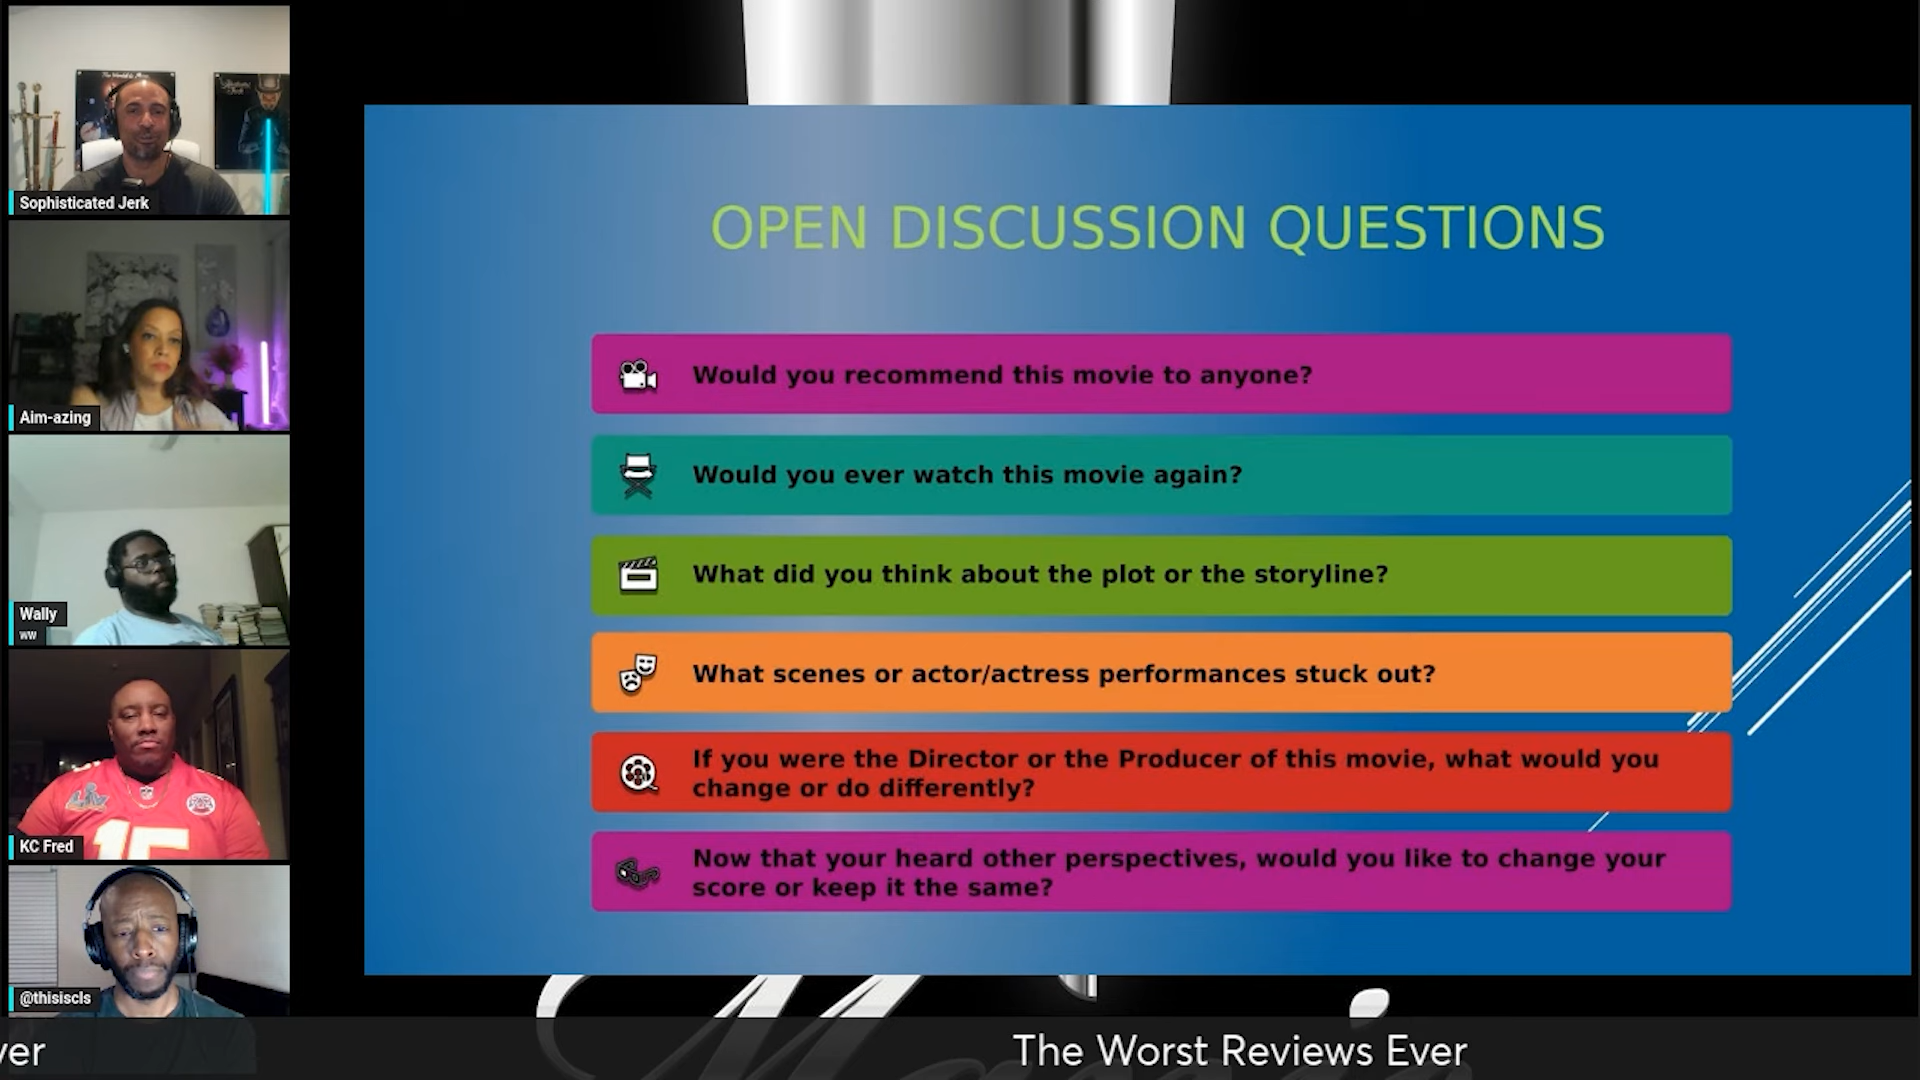 Sophisticated Jerk
Aim-azing
Wally
WW
KC Fred
15
@thisiscls
OPEN DISCUSSION QUESTIONS
Would you recommend this movie to anyone?
Would you ever watch this movie again?
What did you think about the plot or the storyline?
What scenes or actor/actress performances stuck out?
If you were the Director or the Producer of this movie, what would you
change or do differently?
Now that your heard other perspectives, would you like to change your
score or keep it the same?
ver
The Worst Reviews Ever